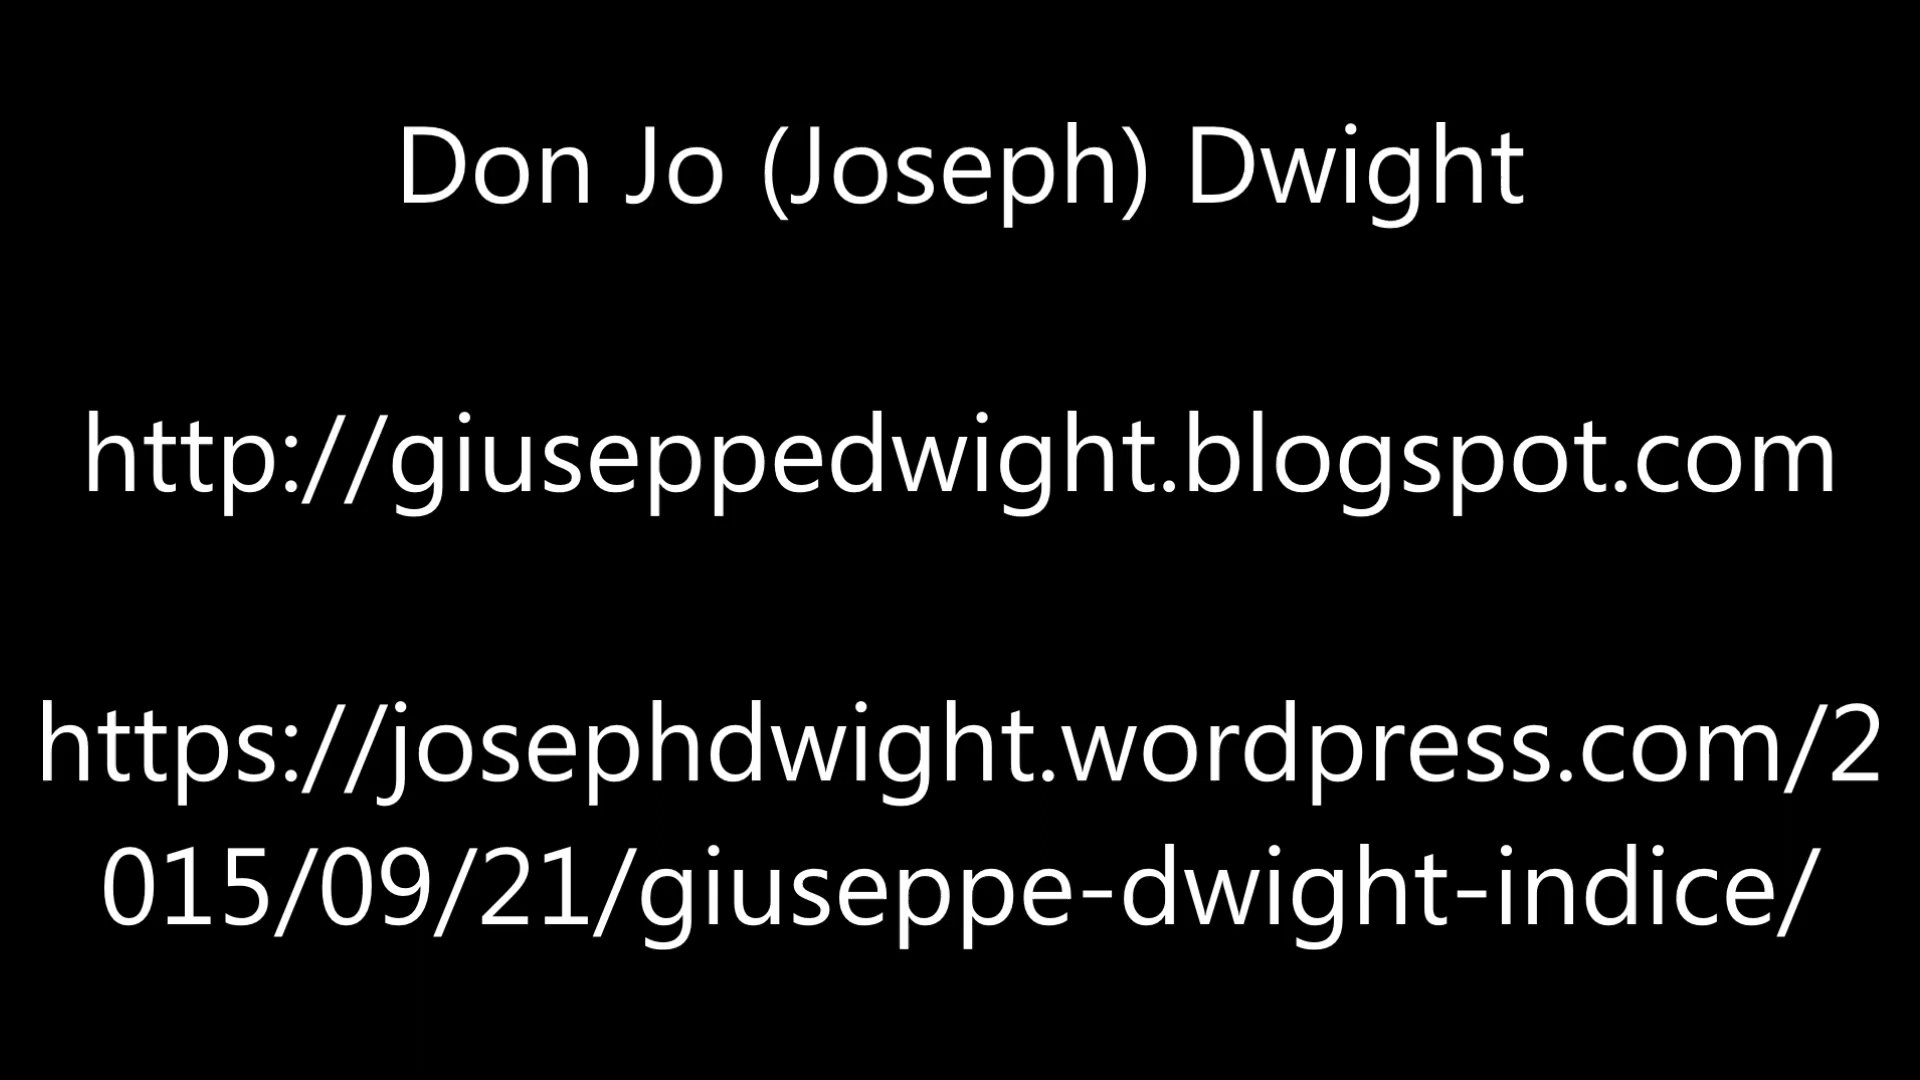 Don Jo (Joseph) Dwight
http://giuseppedwight.blogspot.com
https://josephdwight.wordpress.com/2
015/09/21/giuseppe-dwight-indice/